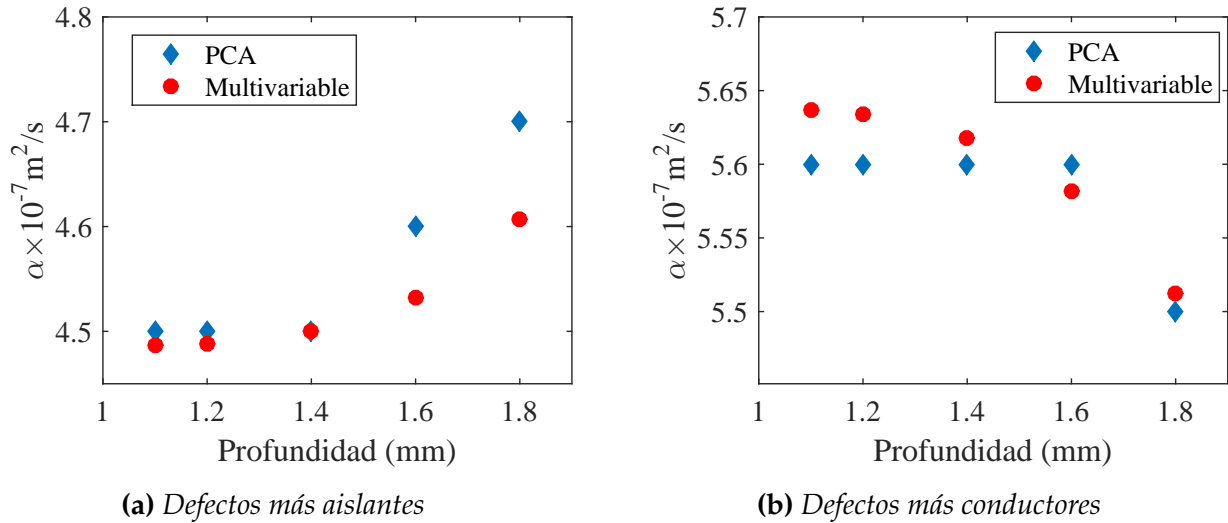 4.8
4.7
4.6
4.5
α×10⁻⁷m²/s
PCA
Multivariable
1
1.2
1.4
1.6
1.8
Profundidad (mm)
(a) Defectos más aislantes
5.7
5.65
5.6
5.55
5.5
α×10⁻⁷m²/s
PCA
Multivariable
1
1.2
1.4
1.6
1.8
Profundidad (mm)
(b) Defectos más conductores